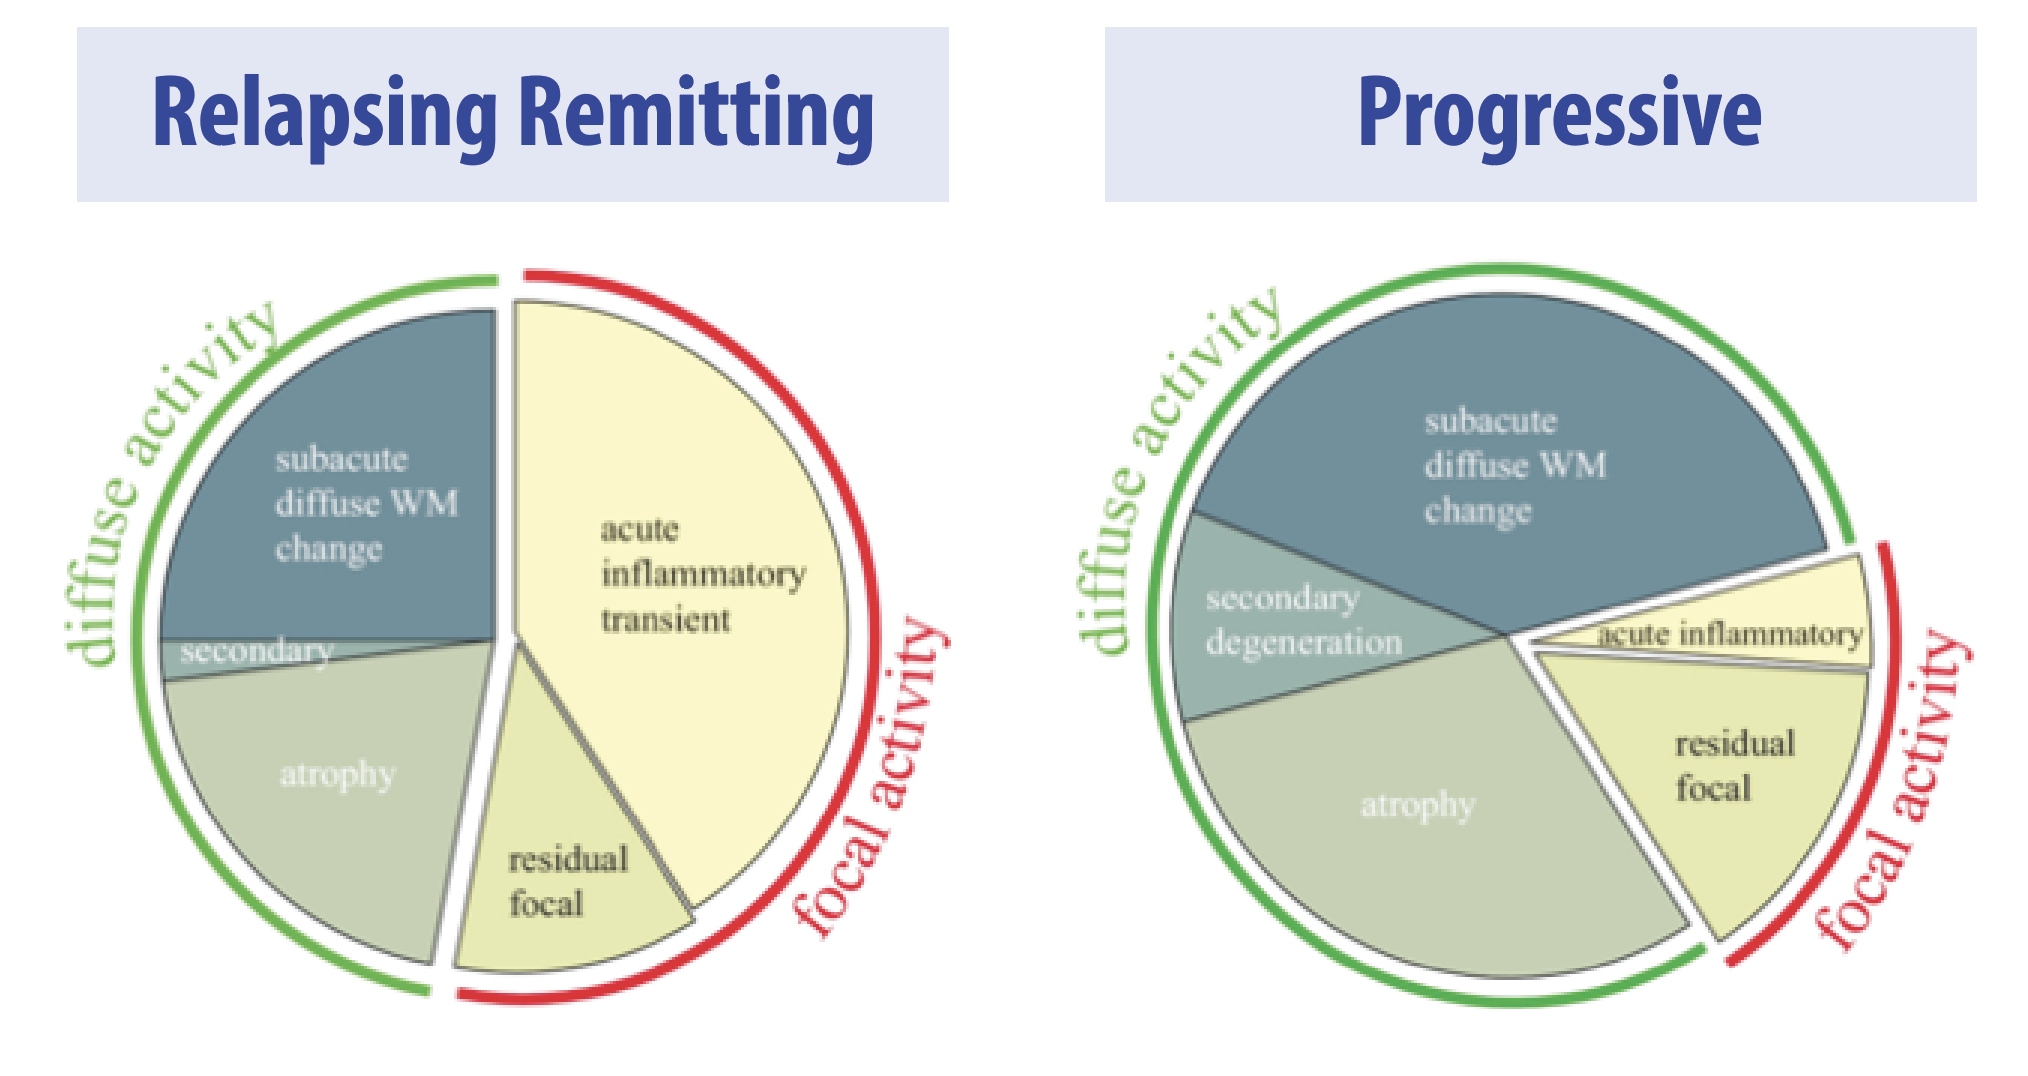 Relapsing Remitting
diffuse activity
subacute
diffuse WM
change
secondary
atrophy
acute
inflammatory
transient
residual
focal
focal activity
Progressive
diffuse activity
subacute
diffuse WM
change
secondary
degeneration
atrophy
acute inflammatory
residual
focal
focal activity